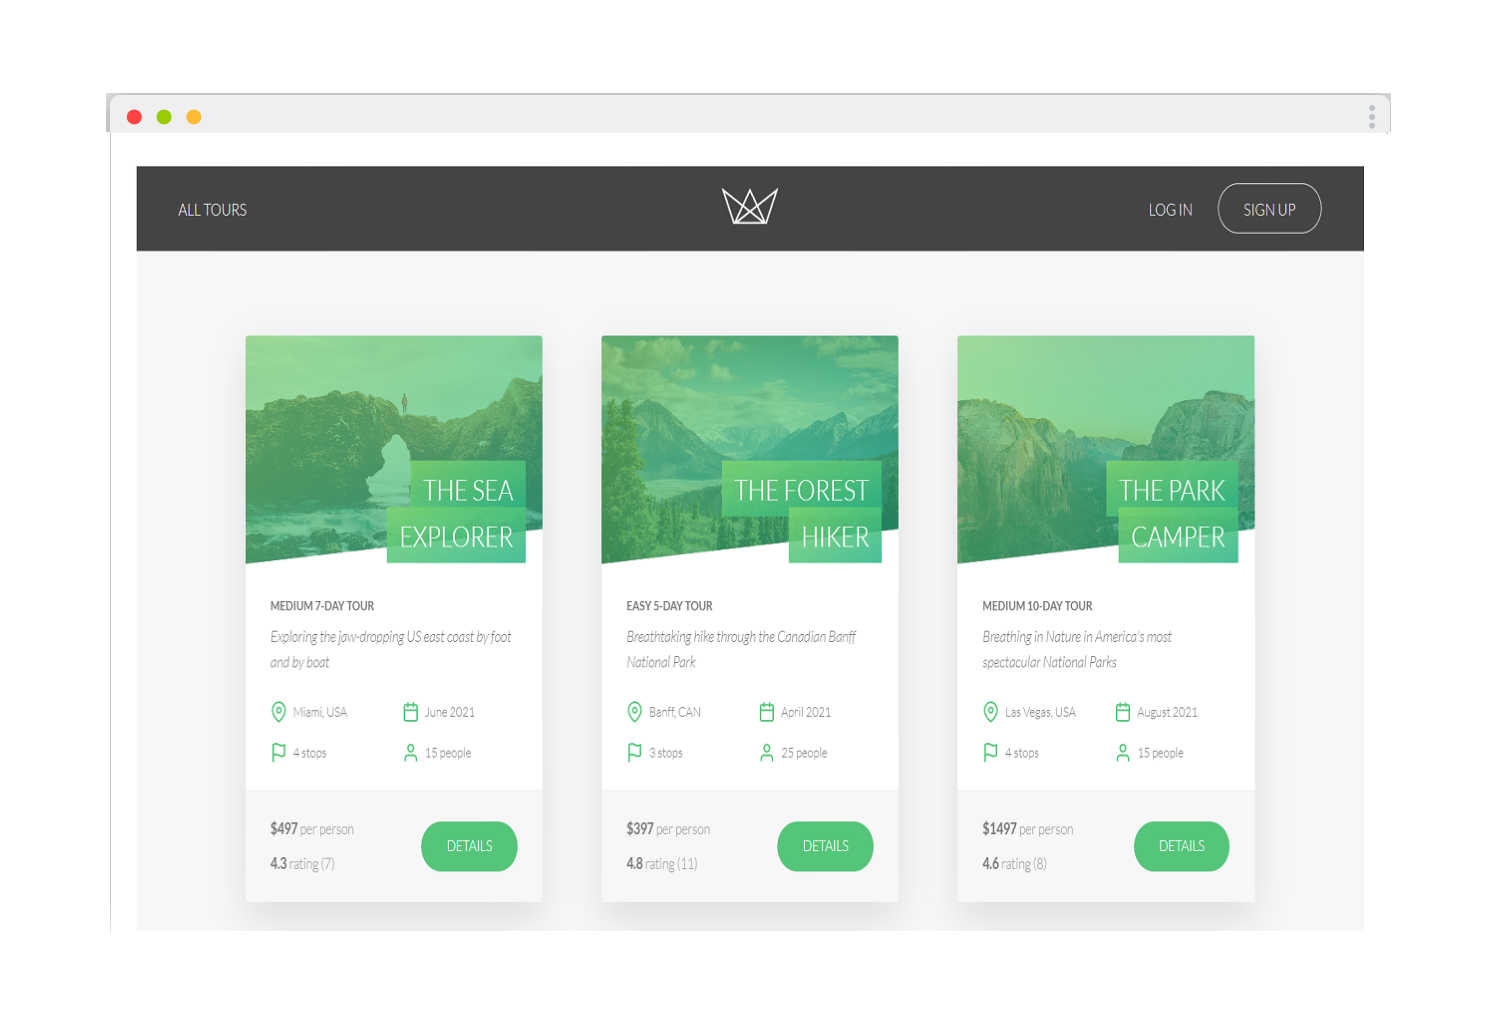 ALL TOURS
LOG IN
SIGN UP
THE SEA
EXPLORER
MEDIUM 7-DAY TOUR
Exploring the jaw-dropping US east coast by foot
and by boat
Miami, USA
June 2021
4 stops
15 people
$497 per person
4.3 rating (7)
DETAILS
THE FOREST
HIKER
EASY 5-DAY TOUR
Breathtaking hike through the Canadian Banff
National Park
Banff, CAN
April 2021
3 stops
25 people
$397 per person
4.8 rating (11)
DETAILS
THE PARK
CAMPER
MEDIUM 10-DAY TOUR
Breathing in Nature in America's most
spectacular National Parks
Las Vegas, USA
August 2021
4 stops
15 people
$1497 per person
4.6 rating (8)
DETAILS